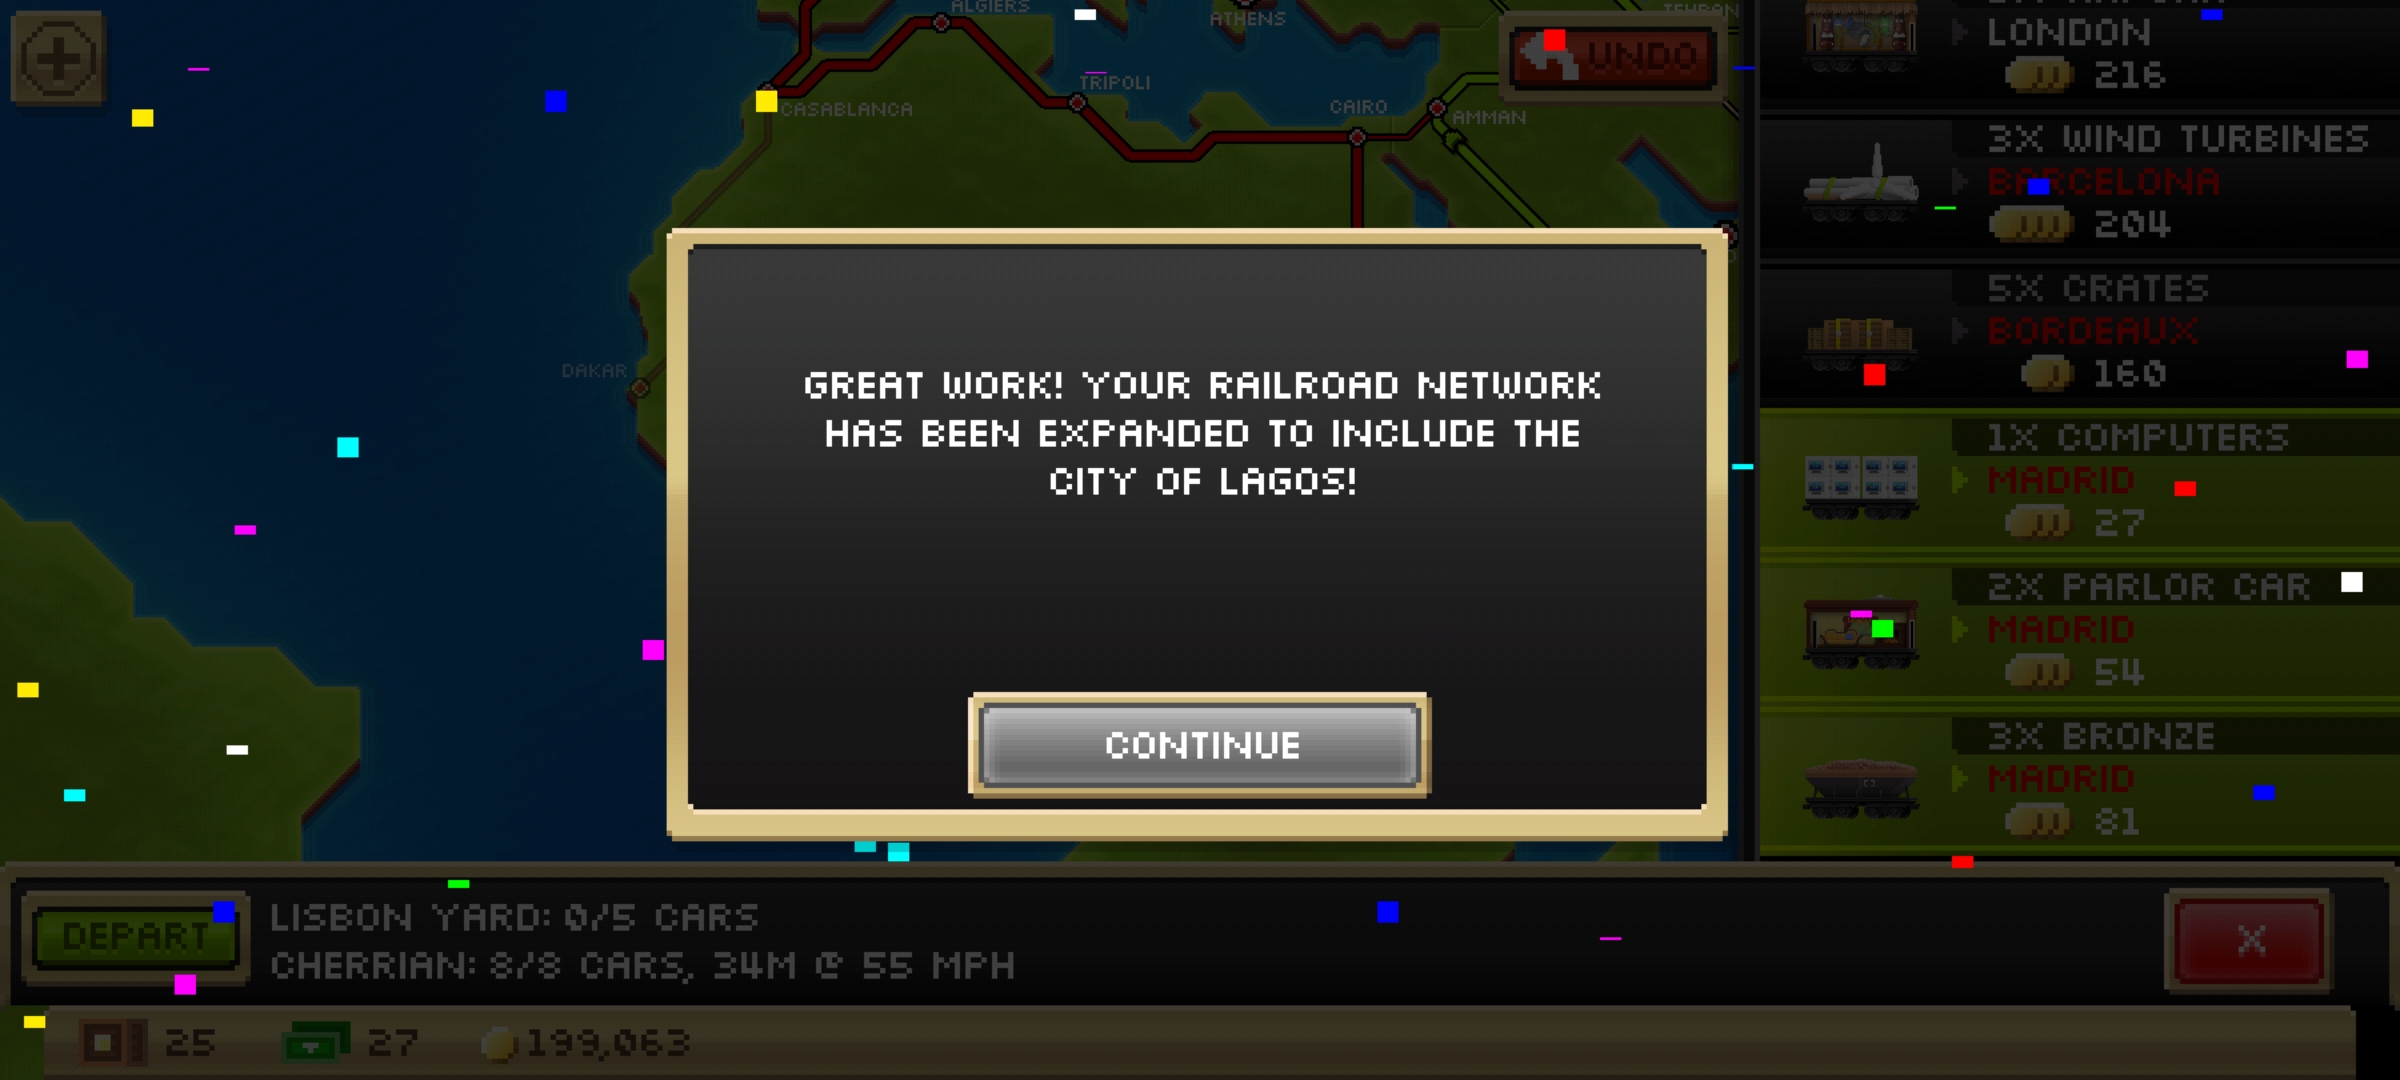 ALGIERS
ATHENS
TEHRAN
UNDO
TRIPOLI
CASABLANCA
CAIRO
AMMAN
DAKAR
LONDON
216
3X WIND TURBINES
BARCELONA
204
5X CRATES
BORDEAUX
160
1X COMPUTERS
MADRID
27
2X PARLOR CAR
MADRID
54
3X BRONZE
MADRID
81
GREAT WORK! YOUR RAILROAD NETWORK
HAS BEEN EXPANDED TO INCLUDE THE
CITY OF LAGOS!
CONTINUE
DEPART
LISBON YARD: 0/5 CARS
CHERRIAN: 8/8 CARS, 34M @ 55 MPH
X
25
27
199,063